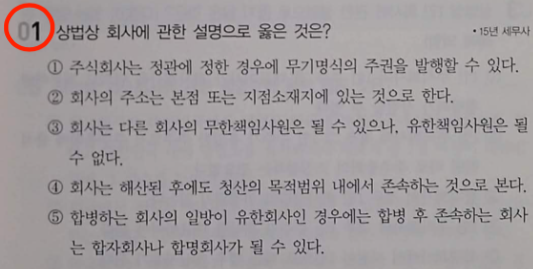 01 상법상 회사에 관한 설명으로 옳은 것은? • 15년 세무사
① 주식회사는 정관에 정한 경우에 무기명식의 주권을 발행할 수 있다.
② 회사의 주소는 본점 또는 지점소재지에 있는 것으로 한다.
③ 회사는 다른 회사의 무한책임사원은 될 수 있으나, 유한책임사원은 될
수 없다.
④ 회사는 해산된 후에도 청산의 목적범위 내에서 존속하는 것으로 본다.
⑤ 합병하는 회사의 일방이 유한회사인 경우에는 합병 후 존속하는 회사
는 합자회사나 합명회사가 될 수 있다.